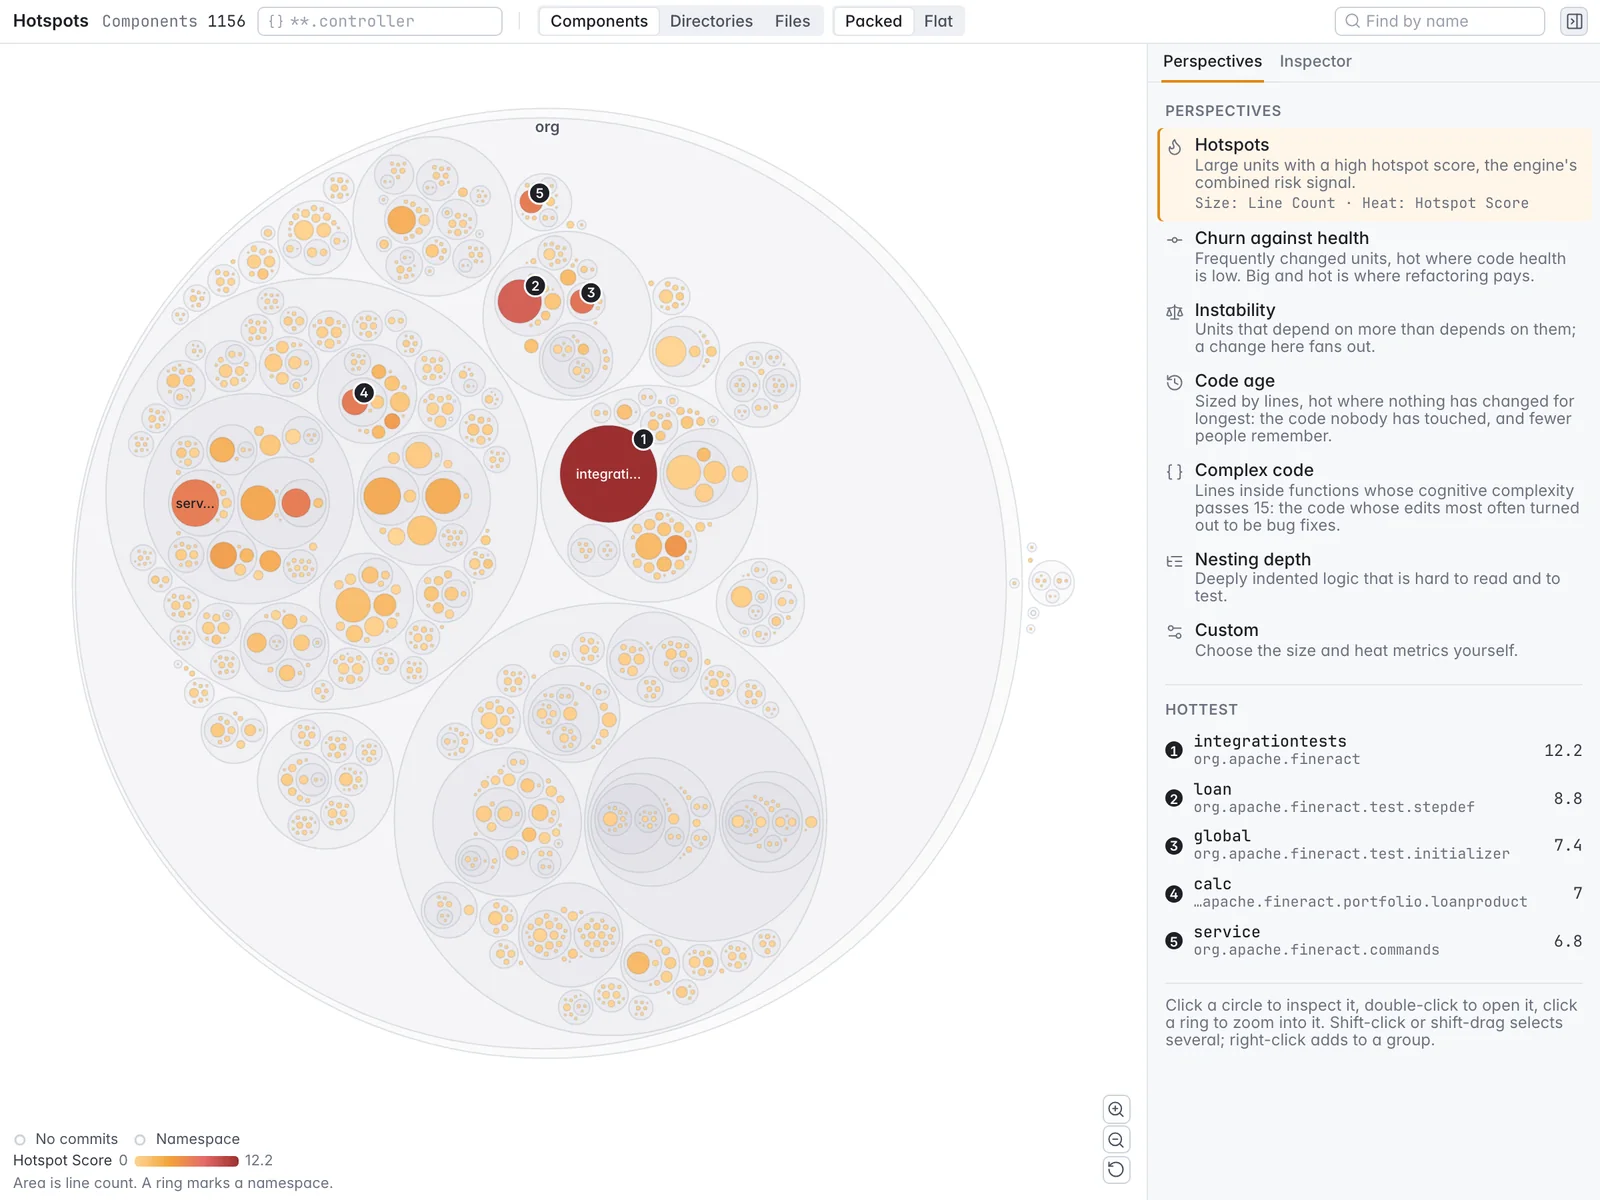 Hotspots Components 1156 {} **.controller Components Directories Files Packed Flat Find by name
Perspectives Inspector
PERSPECTIVES
Hotspots
Large units with a high hotspot score, the engine's
combined risk signal.
Size: Line Count · Heat: Hotspot Score
Churn against health
Frequently changed units, hot where code health
is low. Big and hot is where refactoring pays.
Instability
Units that depend on more than depends on them;
a change here fans out.
Code age
Sized by lines, hot where nothing has changed for
longest: the code nobody has touched, and fewer
people remember.
Complex code
Lines inside functions whose cognitive complexity
passes 15: the code whose edits most often turned
out to be bug fixes.
Nesting depth
Deeply indented logic that is hard to read and to
test.
Custom
Choose the size and heat metrics yourself.
HOTTEST
1 integrationtests 12.2
org.apache.fineract
2 loan 8.8
org.apache.fineract.test.stepdef
3 global 7.4
org.apache.fineract.test.initializer
4 calc 7
…apache.fineract.portfolio.loanproduct
5 service 6.8
org.apache.fineract.commands
Click a circle to inspect it, double-click to open it, click
a ring to zoom into it. Shift-click or shift-drag selects
several; right-click adds to a group.
org
5
2
3
4
1
integrati...
serv...
No commits Namespace
Hotspot Score 0 12.2
Area is line count. A ring marks a namespace.